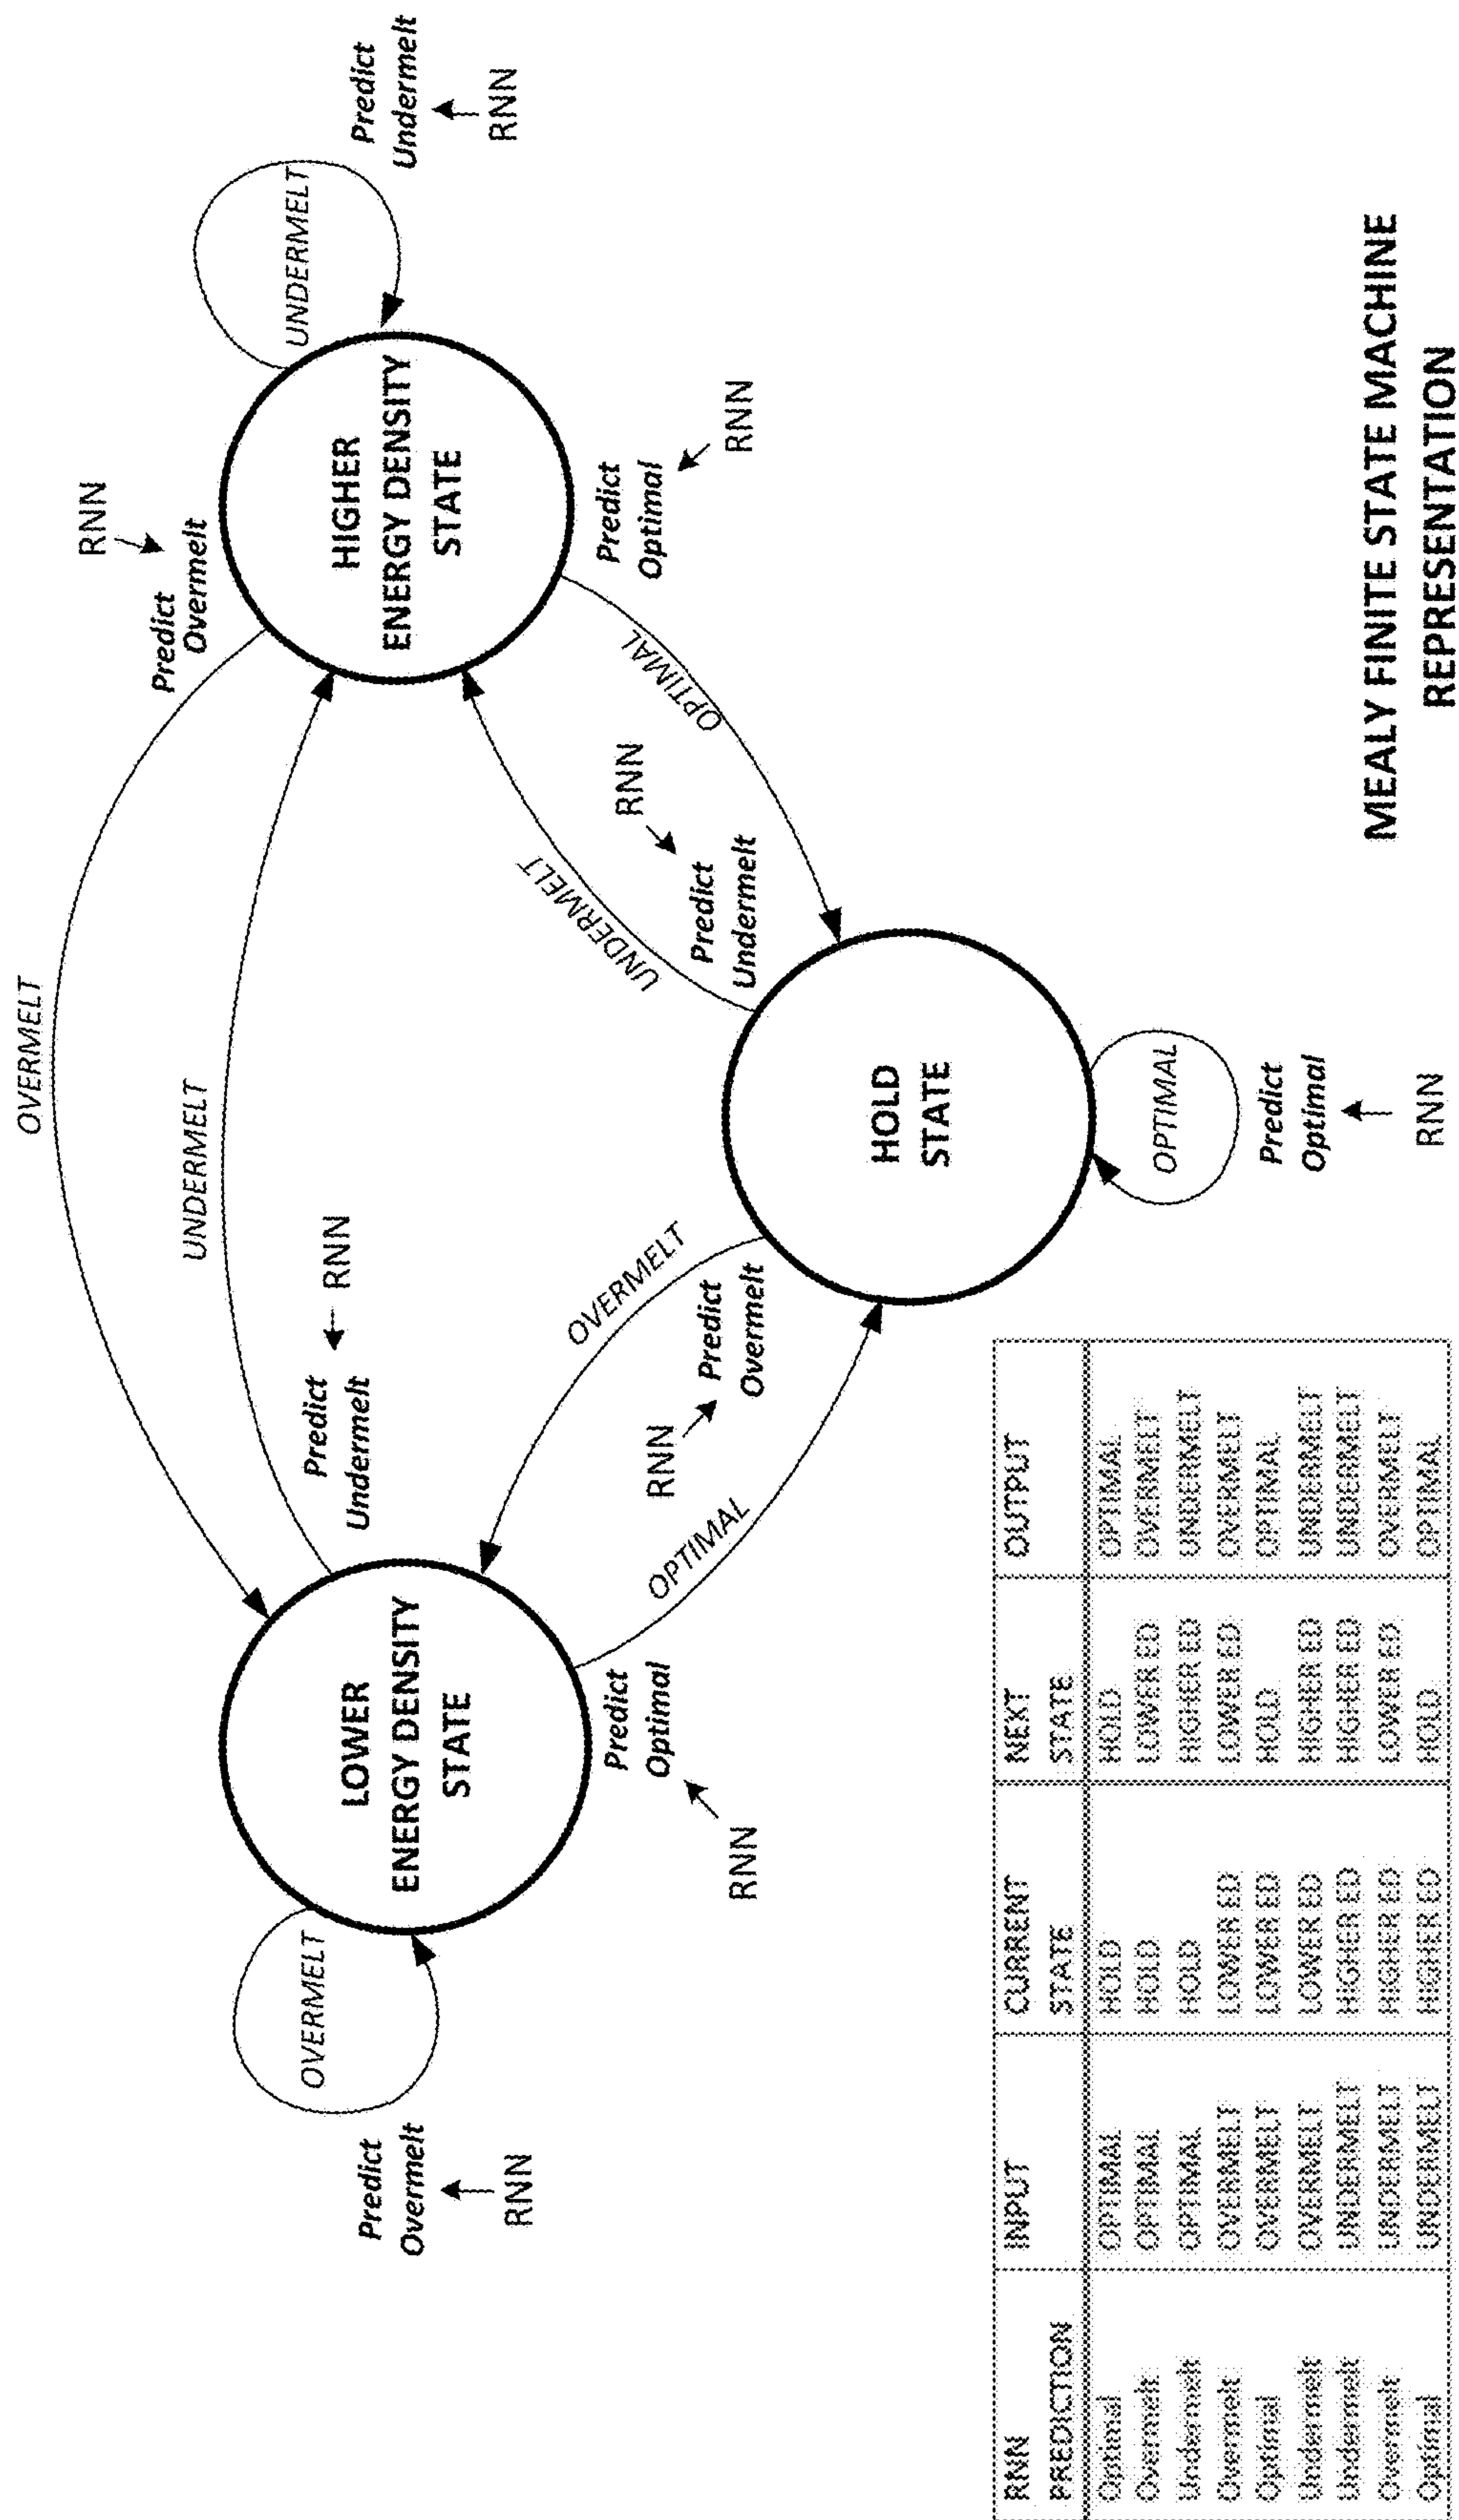 OVERMELT
RNN
Predict
Overmelt
UNDERMELT
Predict
Undermelt
RNN
OVERMELT
Predict
Overmelt
RNN
LOWER
ENERGY DENSITY
STATE
Predict
Undermelt
RNN
HIGHER
ENERGY DENSITY
STATE
UNDERMELT
Predict
Undermelt
RNN
Predict
Optimal
RNN
OPTIMAL
OVERMELT
RNN
Predict
Overmelt
UNDERMELT
RNN
Predict
Undermelt
OPTIMAL
Predict
Optimal
RNN
HOLD
STATE
OPTIMAL
Predict
Optimal
RNN
RNN PREDICTION INPUT CURRENT STATE NEXT STATE OUTPUT
Optimal OPTIMAL HOLD HOLD OPTIMAL
Overmelt OPTIMAL HOLD LOWER ED OVERMELT
Undermelt OPTIMAL HOLD HIGHER ED UNDERMELT
Overmelt OVERMELT LOWER ED LOWER ED OVERMELT
Optimal OVERMELT LOWER ED HOLD OPTIMAL
Undermelt OVERMELT LOWER ED HIGHER ED UNDERMELT
Undermelt UNDERMELT HIGHER ED HIGHER ED UNDERMELT
Overmelt UNDERMELT HIGHER ED LOWER ED OVERMELT
Optimal UNDERMELT HIGHER ED HOLD OPTIMAL
MEALY FINITE STATE MACHINE
REPRESENTATION